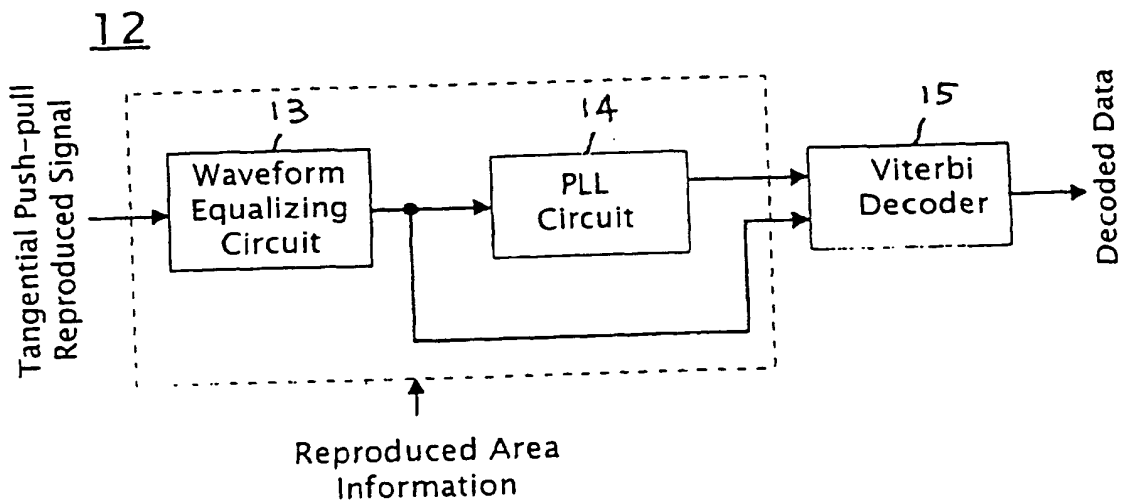 12
Tangential Push-pull
Reproduced Signal
13
Waveform
Equalizing
Circuit
14
PLL
Circuit
15
Viterbi
Decoder
Decoded Data
Reproduced Area
Information